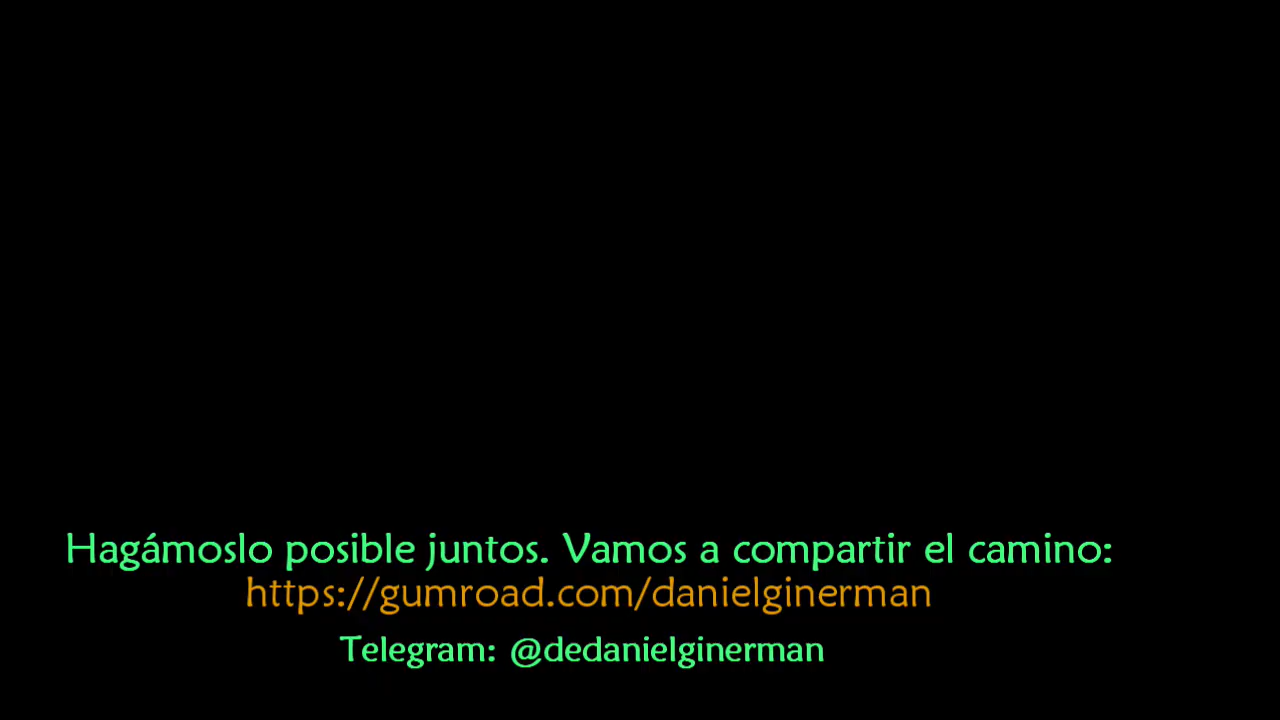 Hagámoslo posible juntos. Vamos a compartir el camino:
https://gumroad.com/danielginerman
Telegram: @dedanielginerman